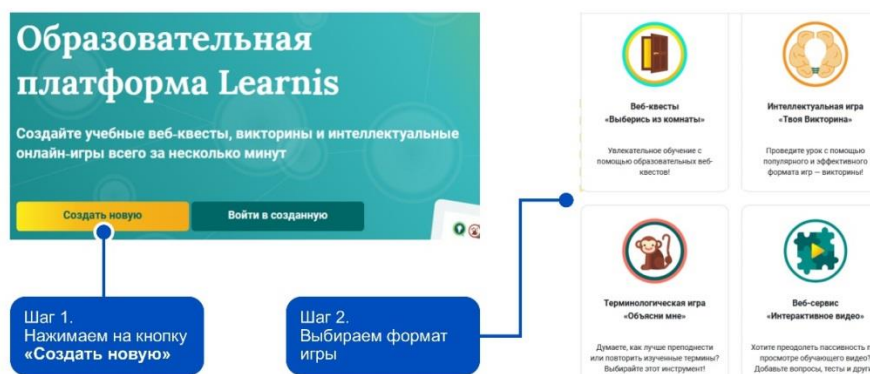 Образовательная
платформа Learnis
Создайте учебные веб-квесты, викторины и интеллектуальные
онлайн-игры всего за несколько минут
Создать новую
Войти в созданную
Шаг 1.
Нажимаем на кнопку
«Создать новую»
Шаг 2.
Выбираем формат
игры
Веб-квесты
«Выберись из комнаты»
Увлекательное обучение с
помощью образовательных веб-
квестов!
Интеллектуальная игра
«Твоя Викторина»
Проведите урок с помощью
популярного и эффективного
формата игр — викторины!
Терминологическая игра
«Объясни мне»
Думаете, как лучше преподнести
или повторить изученные термины?
Выбирайте этот инструмент!
Веб-сервис
«Интерактивное видео»
Хотите преодолеть пассивность
просмотре обучающего видео?
Добавьте вопросы, тесты и